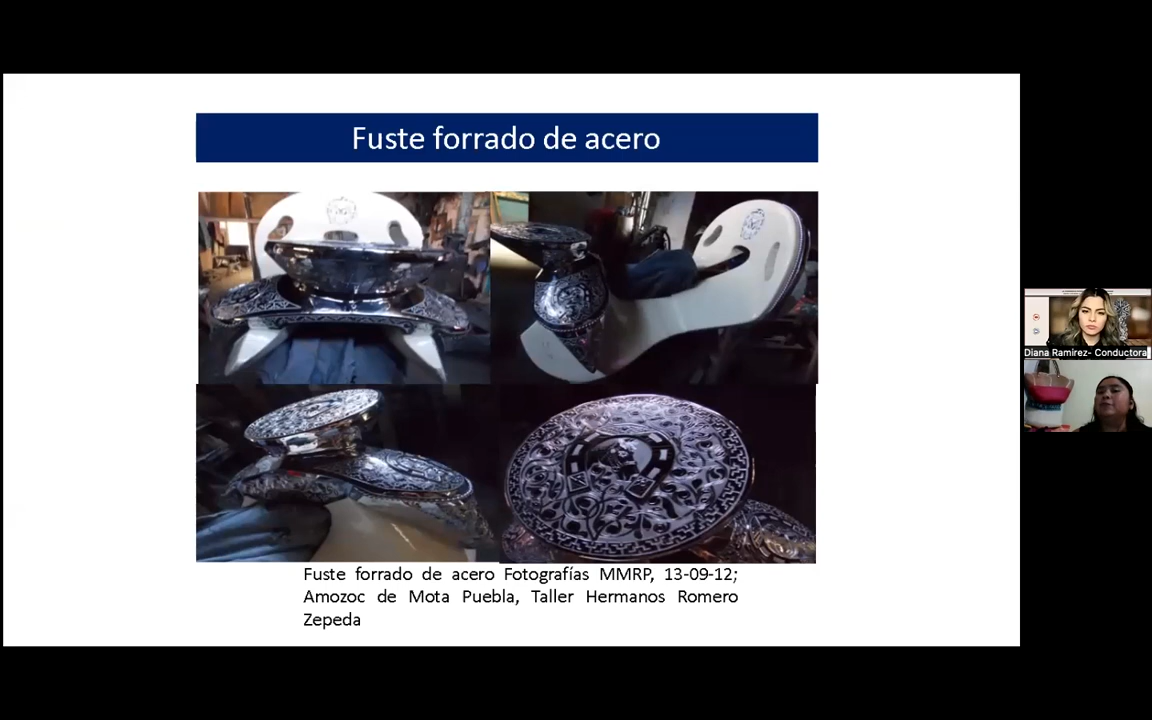 Fuste forrado de acero
Fuste forrado de acero Fotografías MMRP, 13-09-12;
Amozoc de Mota Puebla, Taller Hermanos Romero
Zepeda
Diana Ramirez- Conductora